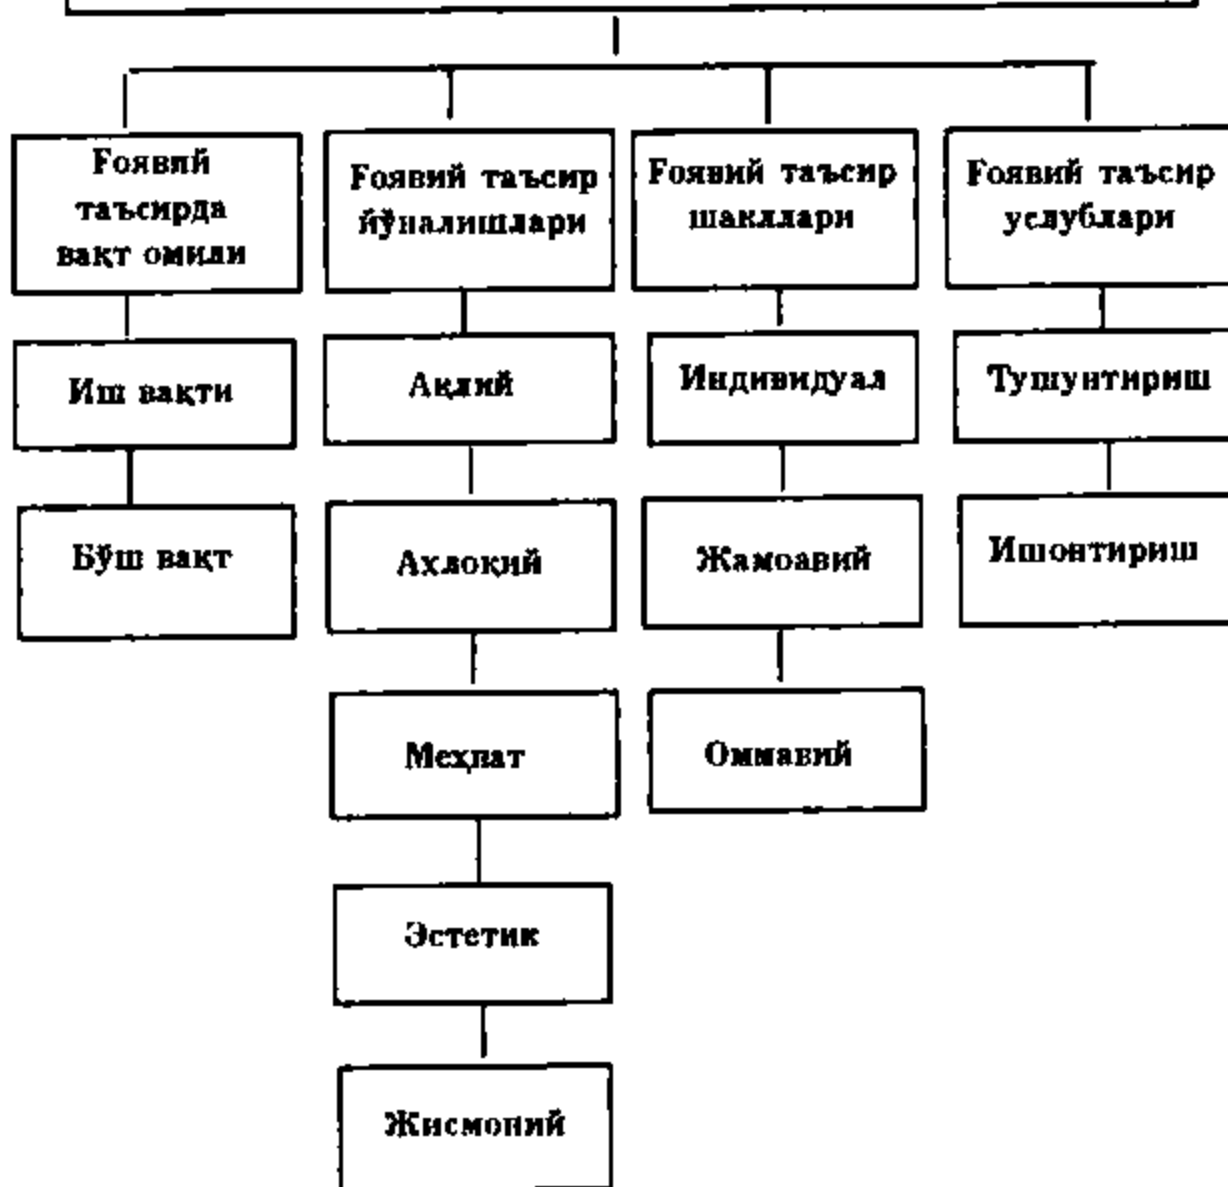 Ғоявий
таъсирда
вақт омили
Иш вақти
Бўш вақт
Ғоявий таъсир
йўналишлари
Ақлий
Ахлоқий
Меҳнат
Эстетик
Жисмоний
Ғоявий таъсир
шакллари
Индивидуал
Жамоавий
Оммавий
Ғоявий таъсир
услублари
Тушунтириш
Ишонтириш